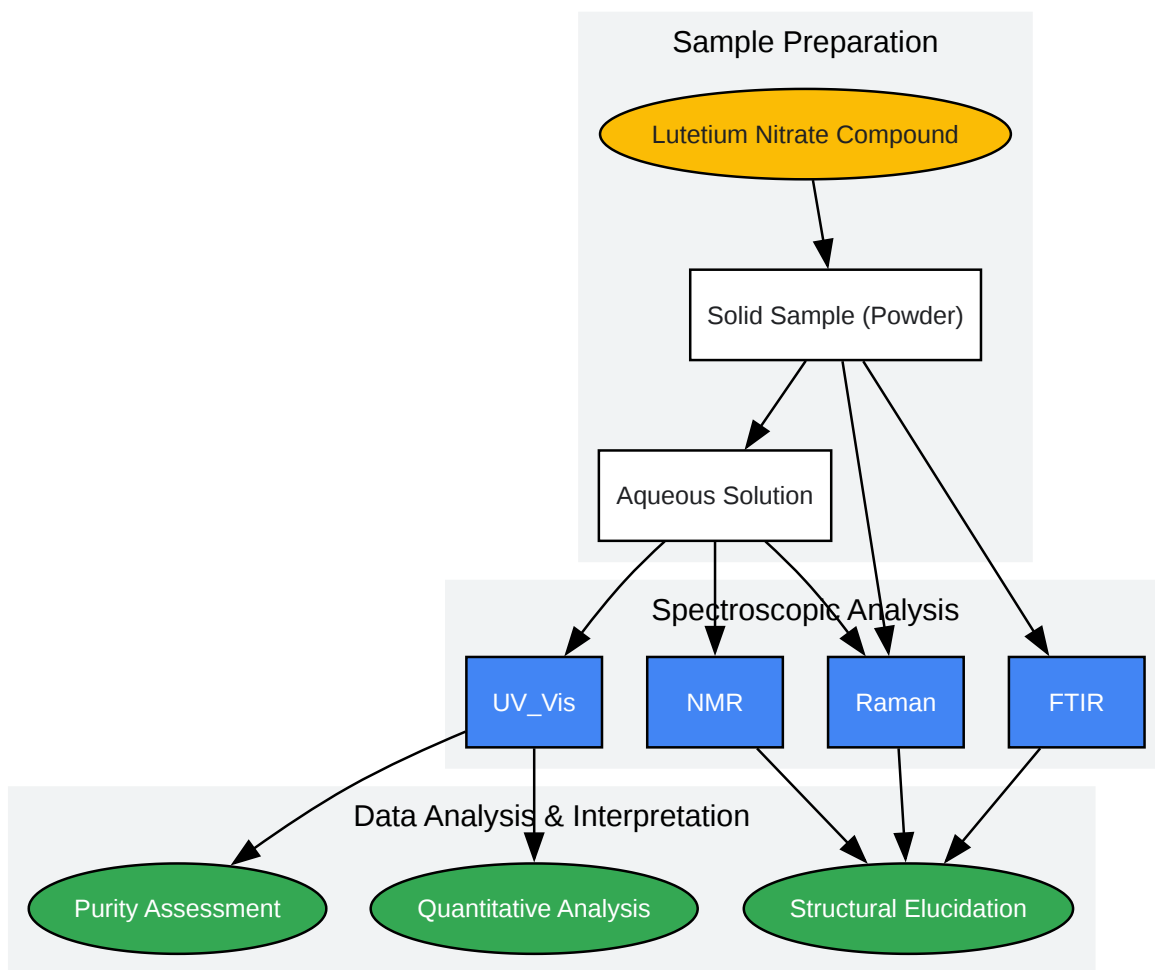 Sample Preparation
Lutetium Nitrate Compound
Solid Sample (Powder)
Aqueous Solution
Spectroscopic Analysis
UV_Vis
NMR
Raman
FTIR
Data Analysis & Interpretation
Purity Assessment
Quantitative Analysis
Structural Elucidation